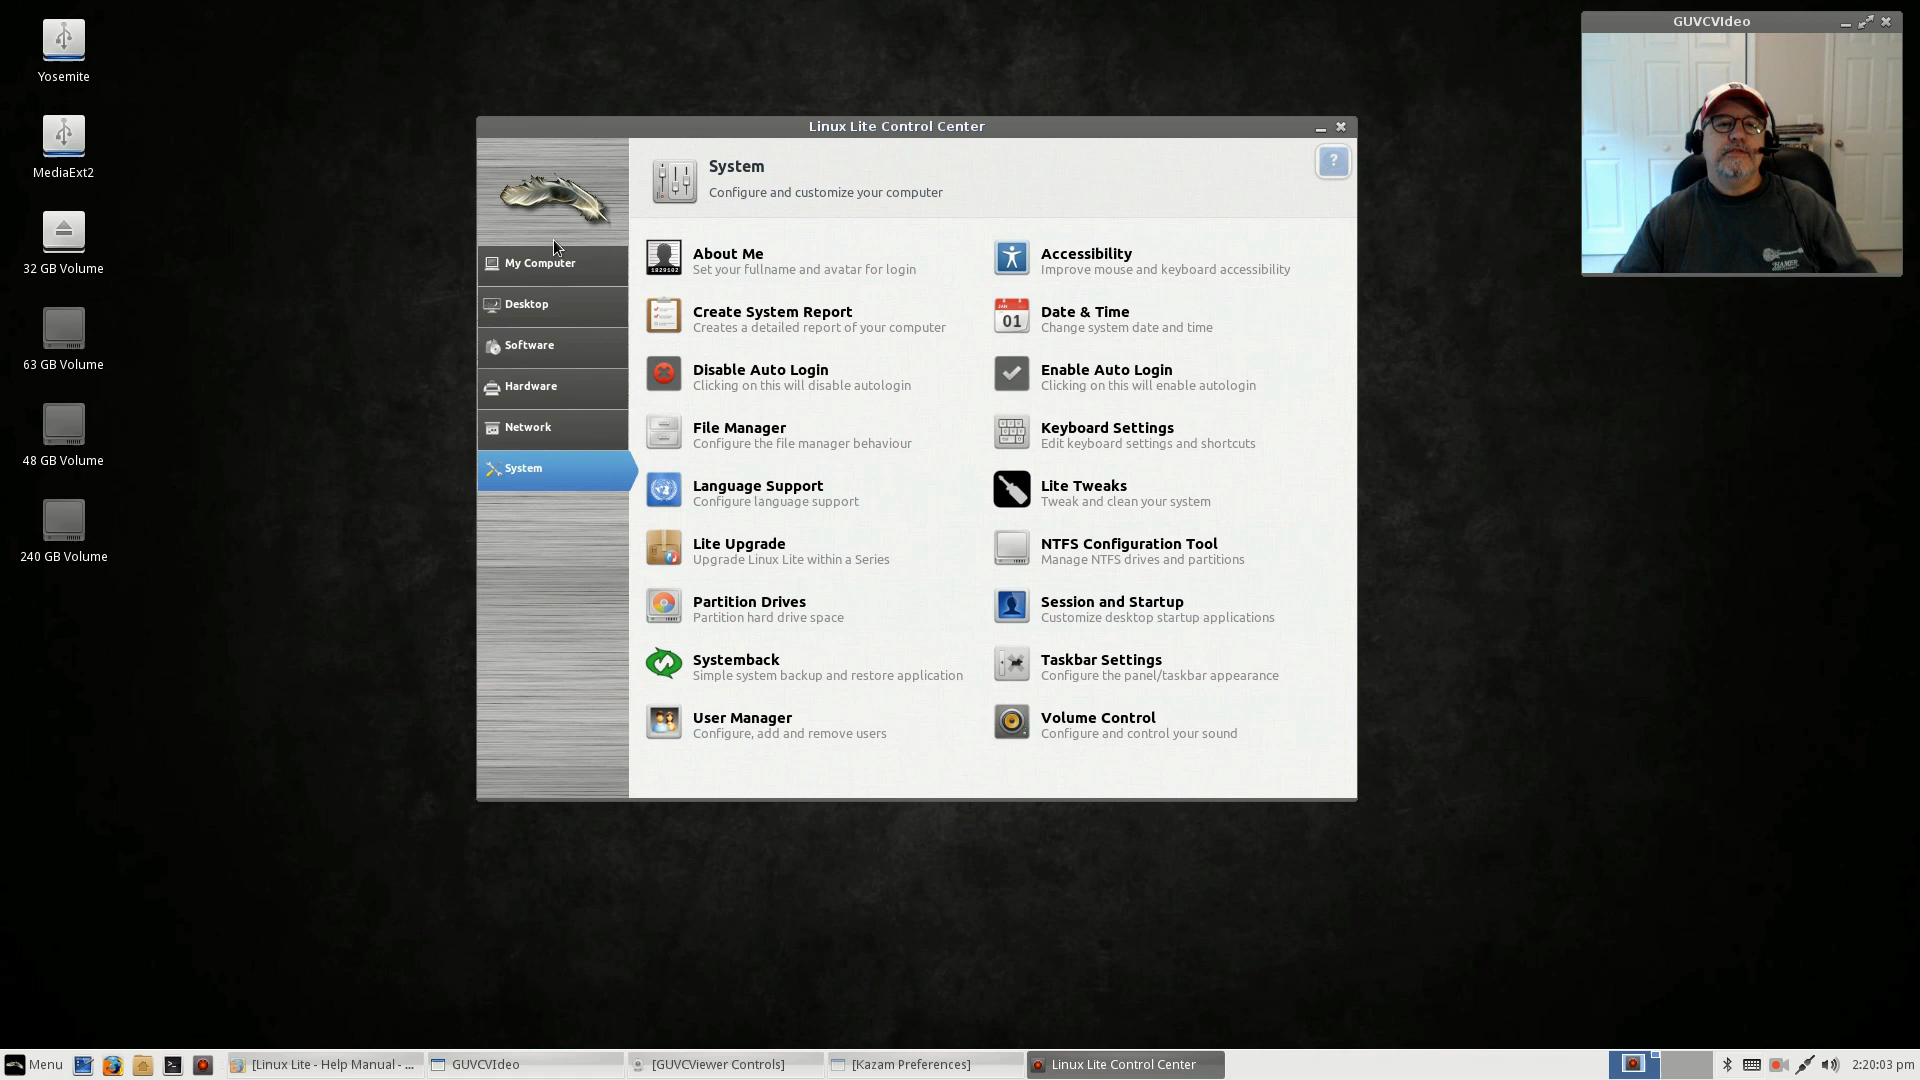 Yosemite
MediaExt2
32 GB Volume
63 GB Volume
48 GB Volume
240 GB Volume
GUVCVIdeo
HAMER
Linux Lite Control Center
My Computer
Desktop
Software
Hardware
Network
System
System
Configure and customize your computer
?
About Me
Set your fullname and avatar for login
Accessibility
Improve mouse and keyboard accessibility
Create System Report
Creates a detailed report of your computer
JAN
01
Date & Time
Change system date and time
Disable Auto Login
Clicking on this will disable autologin
Enable Auto Login
Clicking on this will enable autologin
File Manager
Configure the file manager behaviour
Keyboard Settings
Edit keyboard settings and shortcuts
Language Support
Configure language support
Lite Tweaks
Tweak and clean your system
Lite Upgrade
Upgrade Linux Lite within a Series
NTFS Configuration Tool
Manage NTFS drives and partitions
Partition Drives
Partition hard drive space
Session and Startup
Customize desktop startup applications
Systemback
Simple system backup and restore application
Taskbar Settings
Configure the panel/taskbar appearance
User Manager
Configure, add and remove users
Volume Control
Configure and control your sound
Menu
[Linux Lite - Help Manual - ...
GUVCVIdeo
[GUVCViewer Controls]
[Kazam Preferences]
Linux Lite Control Center
2:20:03 pm